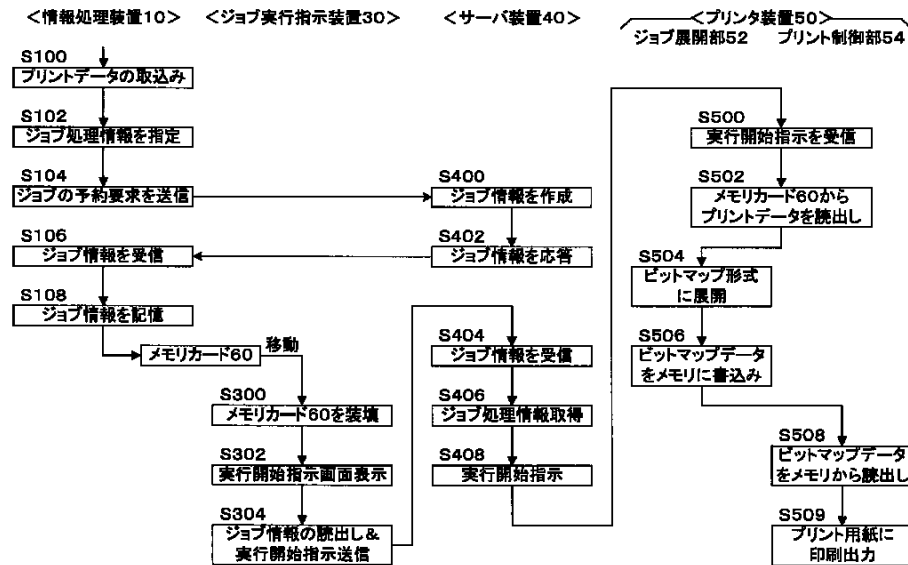 ＜情報処理装置10＞
＜ジョブ実行指示装置30＞
＜サーバ装置40＞
＜プリンタ装置50＞
ジョブ展開部52
プリント制御部54
S100
プリントデータの取込み
S102
ジョブ処理情報を指定
S104
ジョブの予約要求を送信
S106
ジョブ情報を受信
S108
ジョブ情報を記憶
メモリカード60
移動
S300
メモリカード60を装填
S302
実行開始指示画面表示
S304
ジョブ情報の読出し&
実行開始指示送信
S400
ジョブ情報を作成
S402
ジョブ情報を応答
S404
ジョブ情報を受信
S406
ジョブ処理情報取得
S408
実行開始指示
S500
実行開始指示を受信
S502
メモリカード60から
プリントデータを読出し
S504
ビットマップ形式
に展開
S506
ビットマップデータ
をメモリに書込み
S508
ビットマップデータ
をメモリから読出し
S509
プリント用紙に
印刷出力